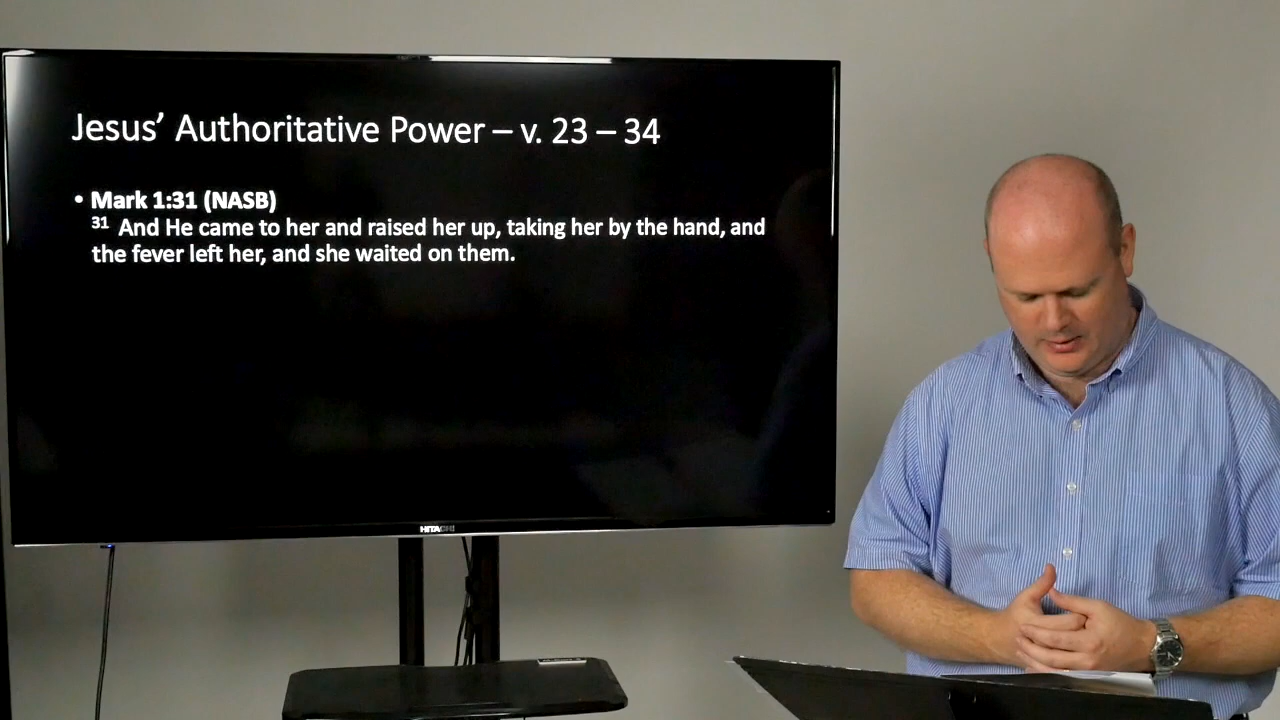 Jesus’ Authoritative Power – v. 23 – 34
• Mark 1:31 (NASB)
31 And He came to her and raised her up, taking her by the hand, and
the fever left her, and she waited on them.
HITACHI